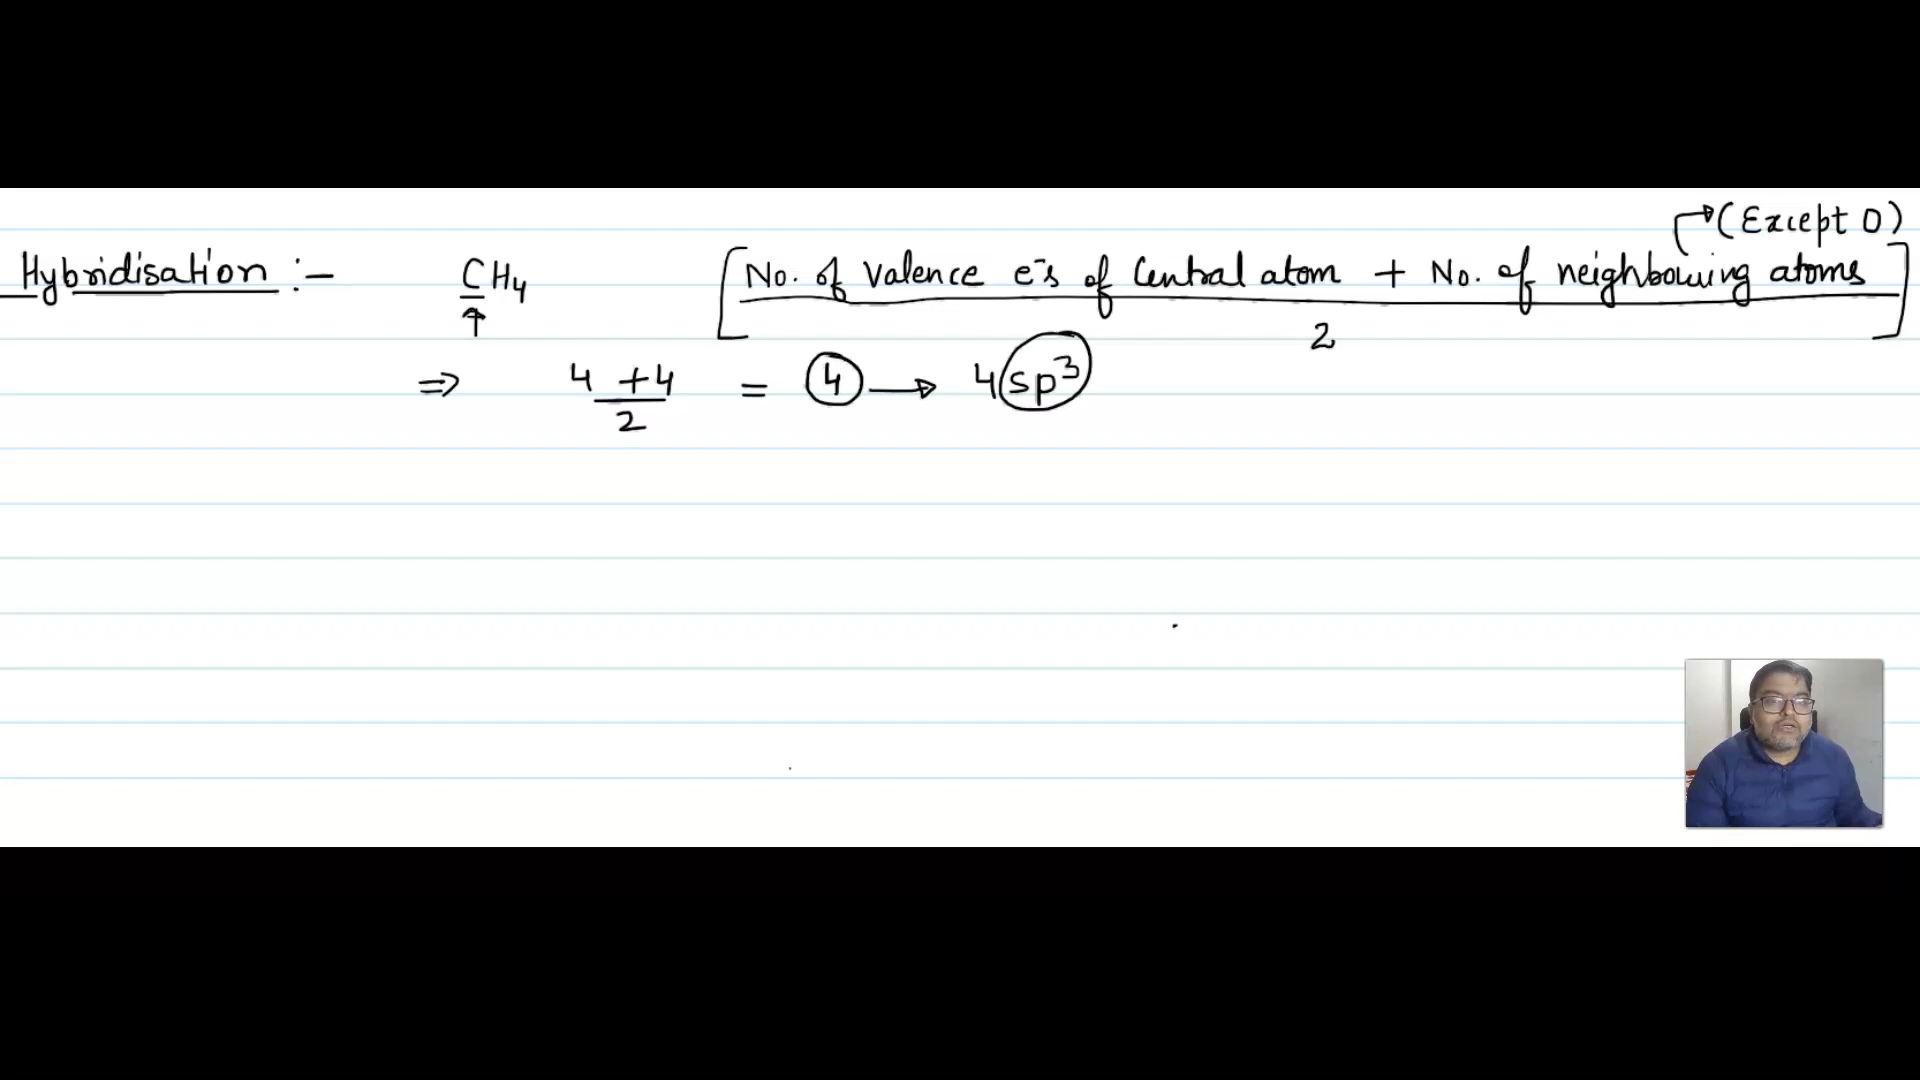 (Except O)
Hybridisation :- CH₄ [No. of valence e⁻s of Central atom + No. of neighbouring atoms]
2
⇒ 4 + 4 = 4 → 4 sp³
2